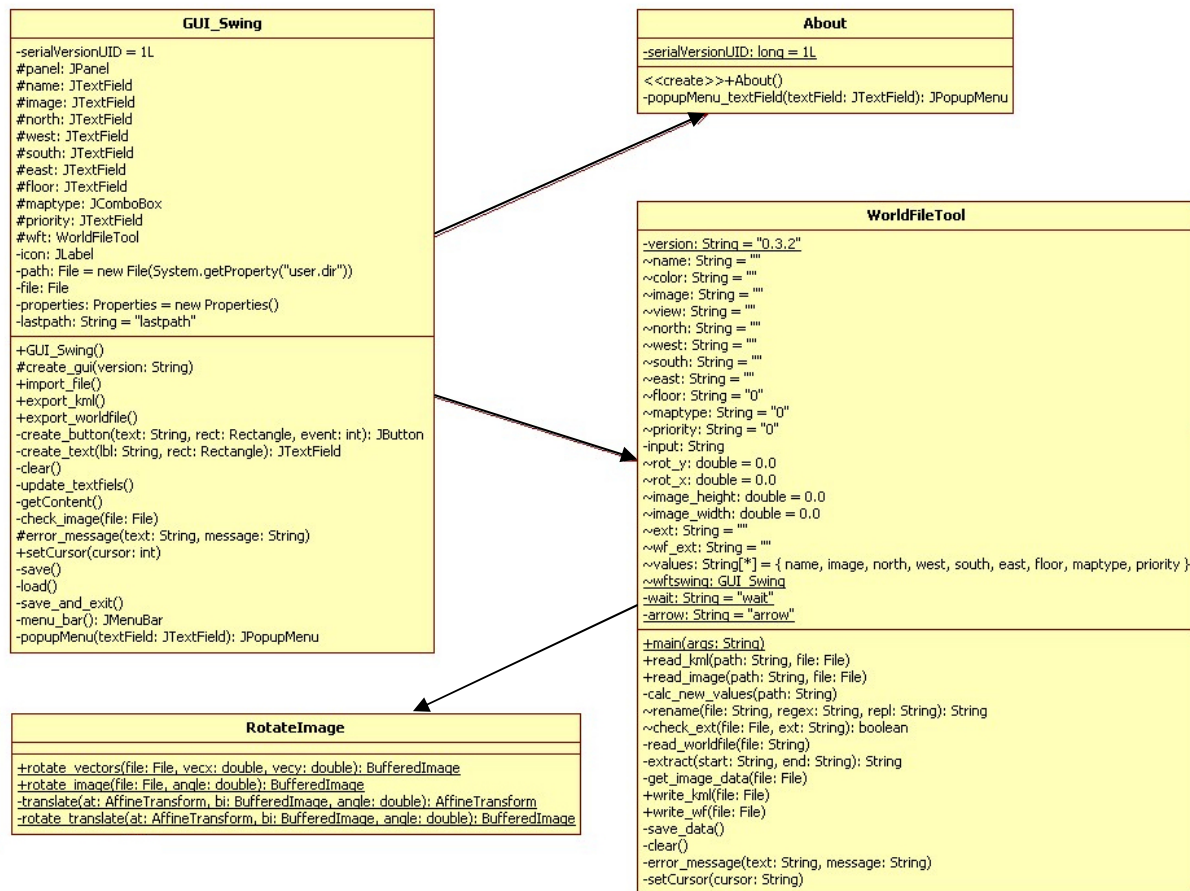 GUI_Swing
-serialVersionUID = 1L
#panel: JPanel
#name: JTextField
#image: JTextField
#north: JTextField
#west: JTextField
#south: JTextField
#east: JTextField
#floor: JTextField
#maptype: JComboBox
#priority: JTextField
#wft: WorldFileTool
-icon: JLabel
-path: File = new File(System.getProperty("user.dir"))
-file: File
-properties: Properties = new Properties()
-lastpath: String = "lastpath"
+GUI_Swing()
#create_gui(version: String)
+import_file()
+export_kml()
+export_worldfile()
-create_button(text: String, rect: Rectangle, event: int): JButton
-create_text(lbl: String, rect: Rectangle): JTextField
-clear()
-update_textfiels()
-getContent()
-check_image(file: File)
#error_message(text: String, message: String)
+setCursor(cursor: int)
-save()
-load()
-save_and_exit()
-menu_bar(): JMenuBar
-popupMenu(textField: JTextField): JPopupMenu
About
-serialVersionUID: long = 1L
<<create>>+About()
-popupMenu_textField(textField: JTextField): JPopupMenu
WorldFileTool
-version: String = "0.3.2"
~name: String = ""
~color: String = ""
~image: String = ""
~view: String = ""
~north: String = ""
~west: String = ""
~south: String = ""
~east: String = ""
~floor: String = "0"
~maptype: String = "0"
~priority: String = "0"
-input: String
~rot_y: double = 0.0
~rot_x: double = 0.0
~image_height: double = 0.0
~image_width: double = 0.0
~ext: String = ""
~wf_ext: String = ""
~values: String[*] = { name, image, north, west, south, east, floor, maptype, priority }
~wftswing: GUI_Swing
-wait: String = "wait"
-arrow: String = "arrow"
+main(args: String)
+read_kml(path: String, file: File)
+read_image(path: String, file: File)
-calc_new_values(path: String)
~rename(file: String, regex: String, repl: String): String
~check_ext(file: File, ext: String): boolean
-read_worldfile(file: String)
-extract(start: String, end: String): String
-get_image_data(file: File)
+write_kml(file: File)
+write_wf(file: File)
-save_data()
-clear()
-error_message(text: String, message: String)
-setCursor(cursor: String)
RotateImage
+rotate_vectors(file: File, vecx: double, vecy: double): BufferedImage
+rotate_image(file: File, angle: double): BufferedImage
-translate(at: AffineTransform, bi: BufferedImage, angle: double): AffineTransform
-rotate_translate(at: AffineTransform, bi: BufferedImage, angle: double): BufferedImage